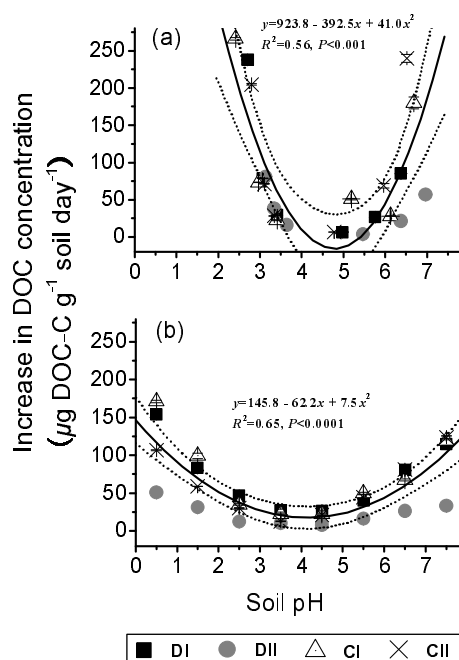 (a)
y=923.8 - 392.5x + 41.0x²
R²=0.56, P<0.001
250
200
150
100
50
0
0 1 2 3 4 5 6 7
Increase in DOC concentration
(µg DOC-C g⁻¹ soil day⁻¹)
(b)
y=145.8 - 62.2x + 7.5x²
R²=0.65, P<0.0001
250
200
150
100
50
0
0 1 2 3 4 5 6 7
Soil pH
DI DII CI CII